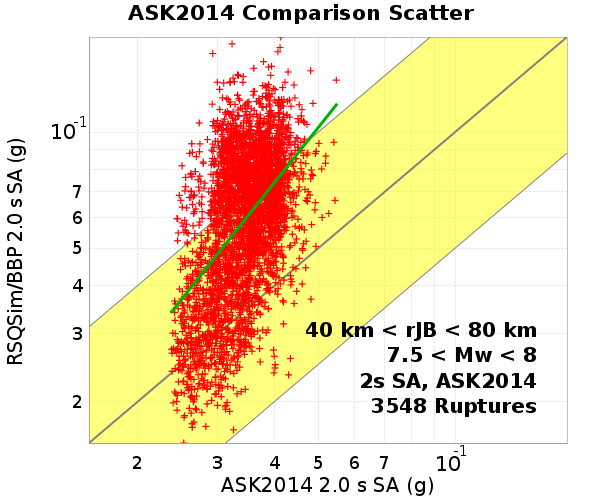 ASK2014 Comparison Scatter
RSQSim/BBP 2.0 s SA (g)
10-1
7
6
5
4
3
2
40 km < rJB < 80 km
7.5 < Mw < 8
2s SA, ASK2014
3548 Ruptures
2 3 4 5 6 7 10-1
ASK2014 2.0 s SA (g)